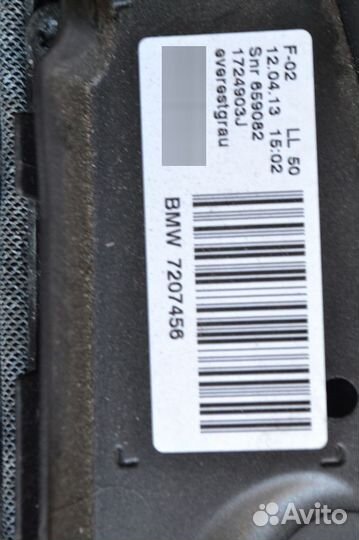 F-02 LL 50
12.04.13 15:02
Snr 659082
1724903J
everestgrau
BMW 7207456
Avito